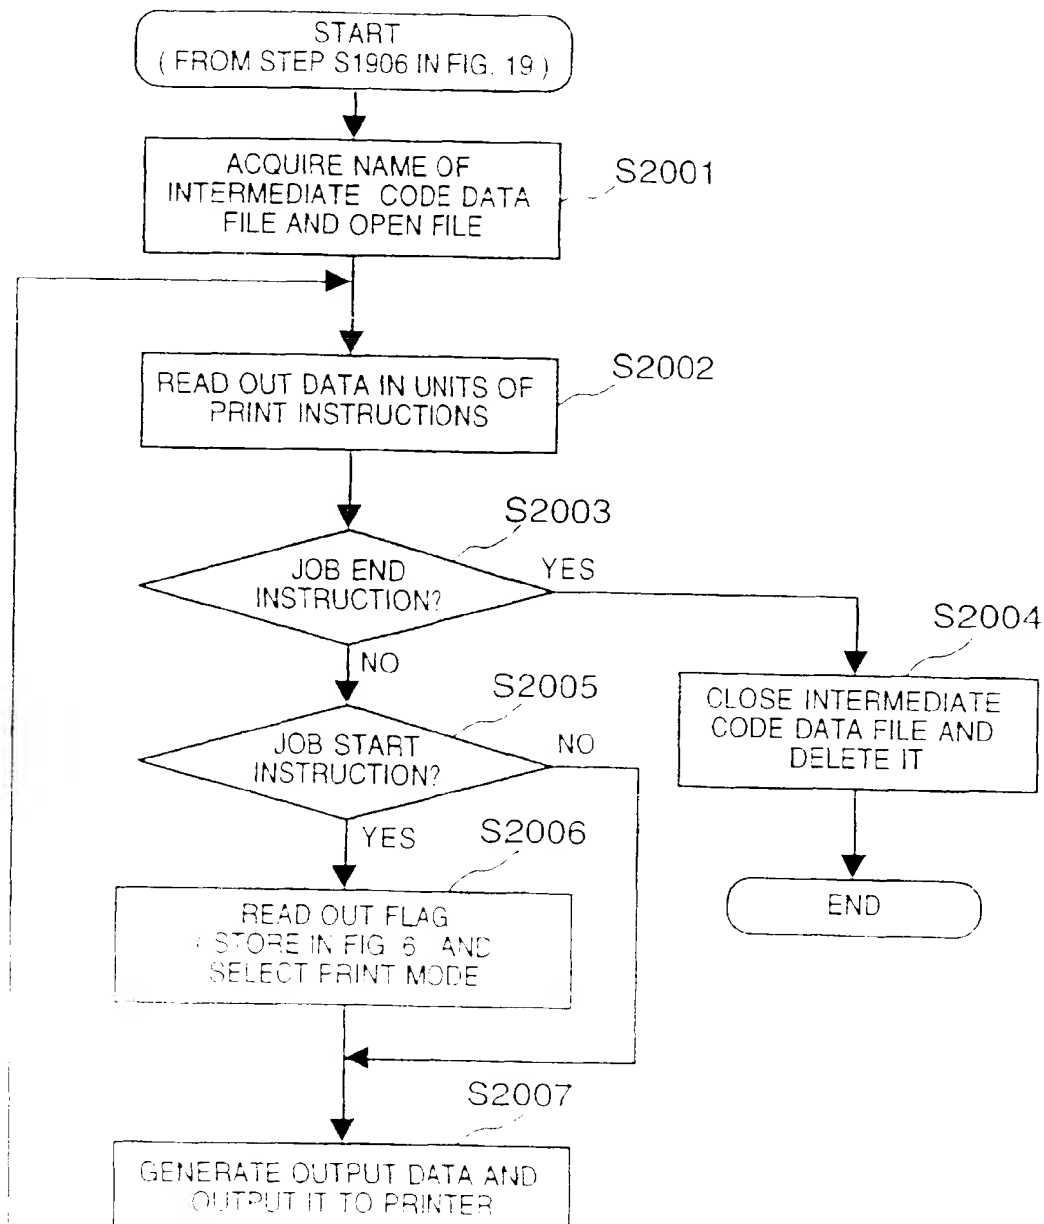 START
( FROM STEP S1906 IN FIG. 19 )
ACQUIRE NAME OF
INTERMEDIATE CODE DATA
FILE AND OPEN FILE
S2001
READ OUT DATA IN UNITS OF
PRINT INSTRUCTIONS
S2002
S2003
JOB END
INSTRUCTION?
YES
NO
S2004
CLOSE INTERMEDIATE
CODE DATA FILE AND
DELETE IT
END
S2005
JOB START
INSTRUCTION?
NO
YES
S2006
READ OUT FLAG
( STORE IN FIG 6 AND
SELECT PRINT MODE
S2007
GENERATE OUTPUT DATA AND
OUTPUT IT TO PRINTER